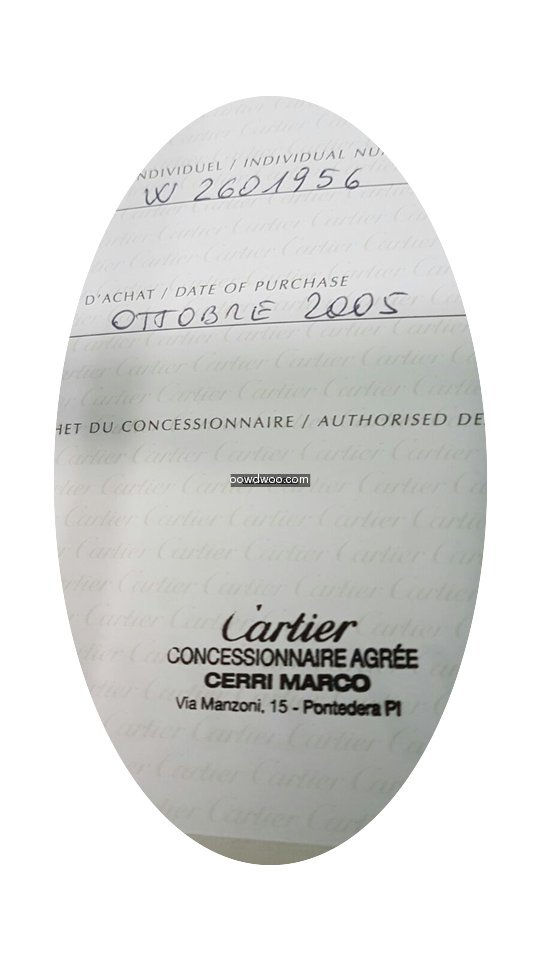 NDIVIDUEL / INDIVIDUAL NU
W 2601956
D'ACHAT / DATE OF PURCHASE
OTTOBRE 2005
HET DU CONCESSIONNAIRE / AUTHORISED DE
oowdwoo.com
Cartier
CONCESSIONNAIRE AGRÉE
CERRI MARCO
Via Manzoni, 15 - Pontedera PI